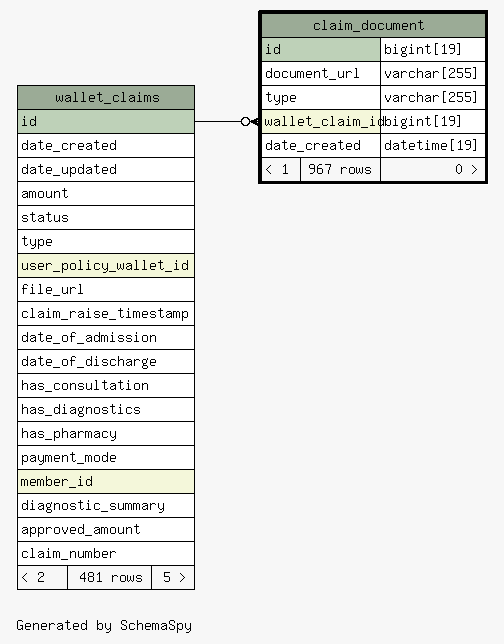 claim_document
id bigint[19]
document_url varchar[255]
type varchar[255]
wallet_claim_id bigint[19]
date_created datetime[19]
< 1 967 rows 0 >
wallet_claims
id
date_created
date_updated
amount
status
type
user_policy_wallet_id
file_url
claim_raise_timestamp
date_of_admission
date_of_discharge
has_consultation
has_diagnostics
has_pharmacy
payment_mode
member_id
diagnostic_summary
approved_amount
claim_number
< 2 481 rows 5 >
Generated by SchemaSpy